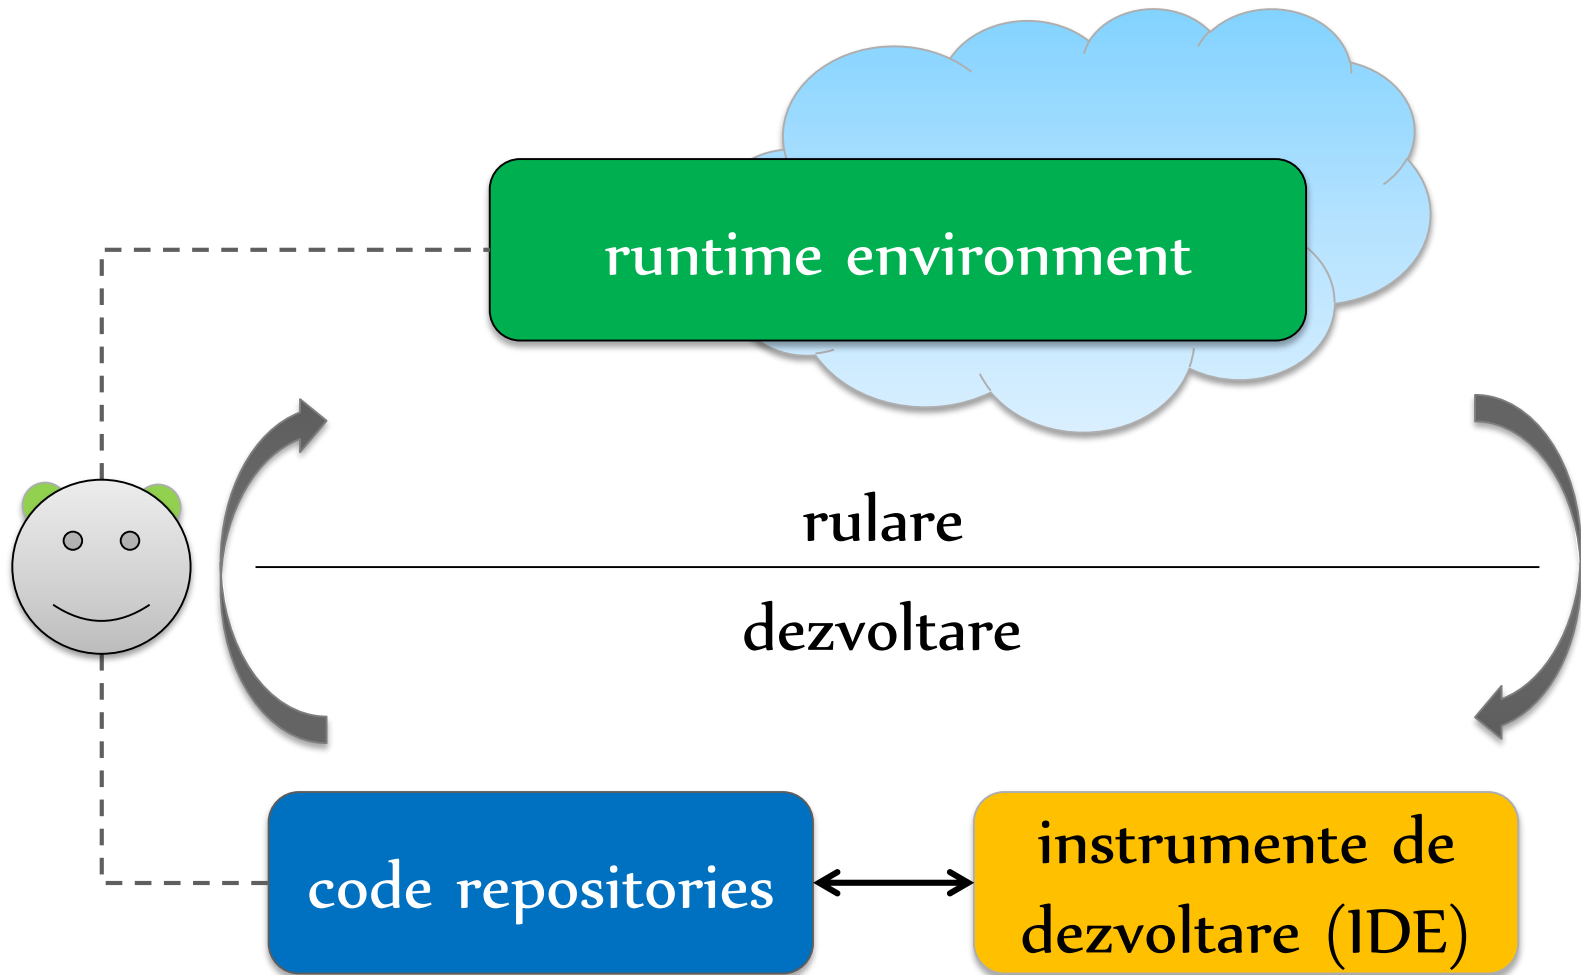 runtime environment
rulare
dezvoltare
code repositories
instrumente de
dezvoltare (IDE)